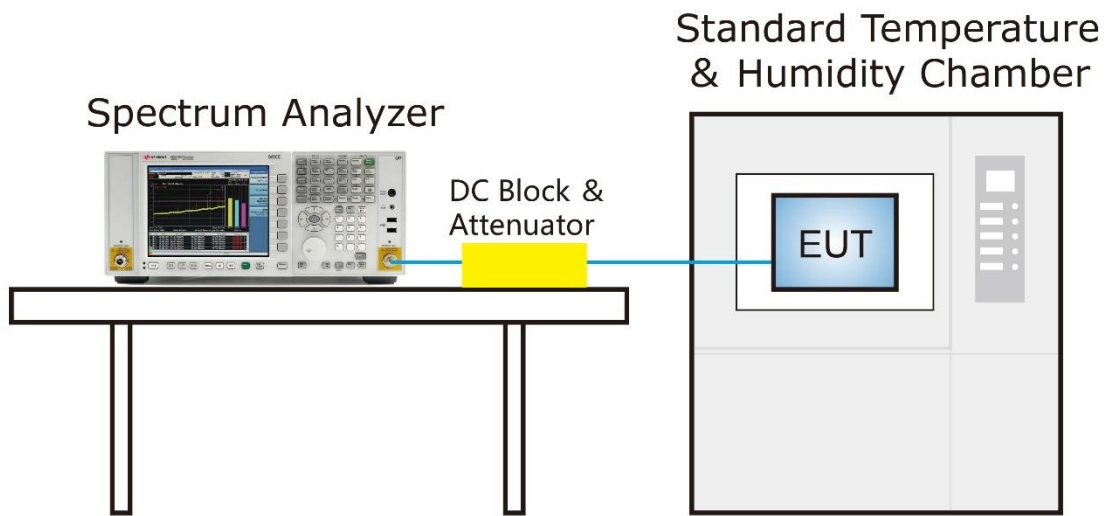 Standard Temperature
& Humidity Chamber
Spectrum Analyzer
DC Block &
Attenuator
EUT